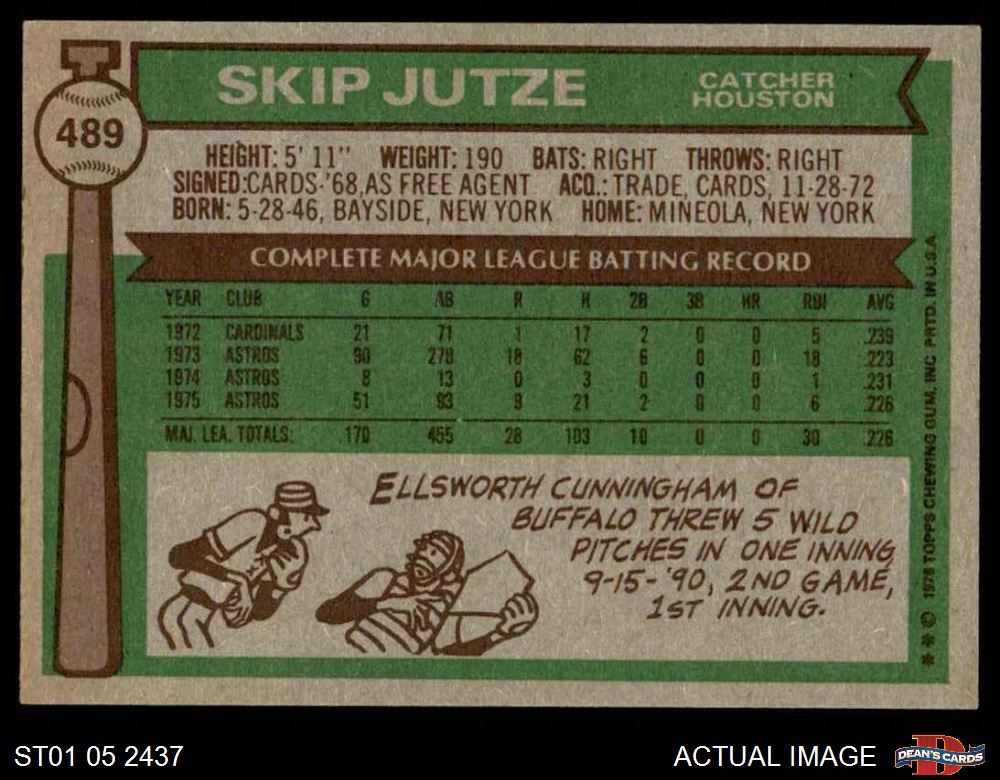 489
SKIP JUTZE
CATCHER
HOUSTON
HEIGHT: 5' 11" WEIGHT: 190 BATS: RIGHT THROWS: RIGHT
SIGNED:CARDS-'68,AS FREE AGENT ACQ.: TRADE, CARDS, 11-28-72
BORN: 5-28-46, BAYSIDE, NEW YORK HOME: MINEOLA, NEW YORK
COMPLETE MAJOR LEAGUE BATTING RECORD
YEAR CLUB G AB R H 2B 3B HR RBI AVG
1972 CARDINALS 21 71 1 17 2 0 0 5 .239
1973 ASTROS 90 278 18 62 6 0 0 18 .223
1974 ASTROS 8 13 0 3 0 0 0 1 .231
1975 ASTROS 51 93 9 21 2 0 0 6 .226
MAJ. LEA. TOTALS: 170 455 28 103 10 0 0 30 .226
ELLSWORTH CUNNINGHAM OF
BUFFALO THREW 5 WILD
PITCHES IN ONE INNING
9-15-'90, 2ND GAME,
1ST INNING.
** © 1976 TOPPS CHEWING GUM, INC. PRTD. IN U.S.A.
ST01 05 2437
ACTUAL IMAGE
D
DEAN'S CARDS